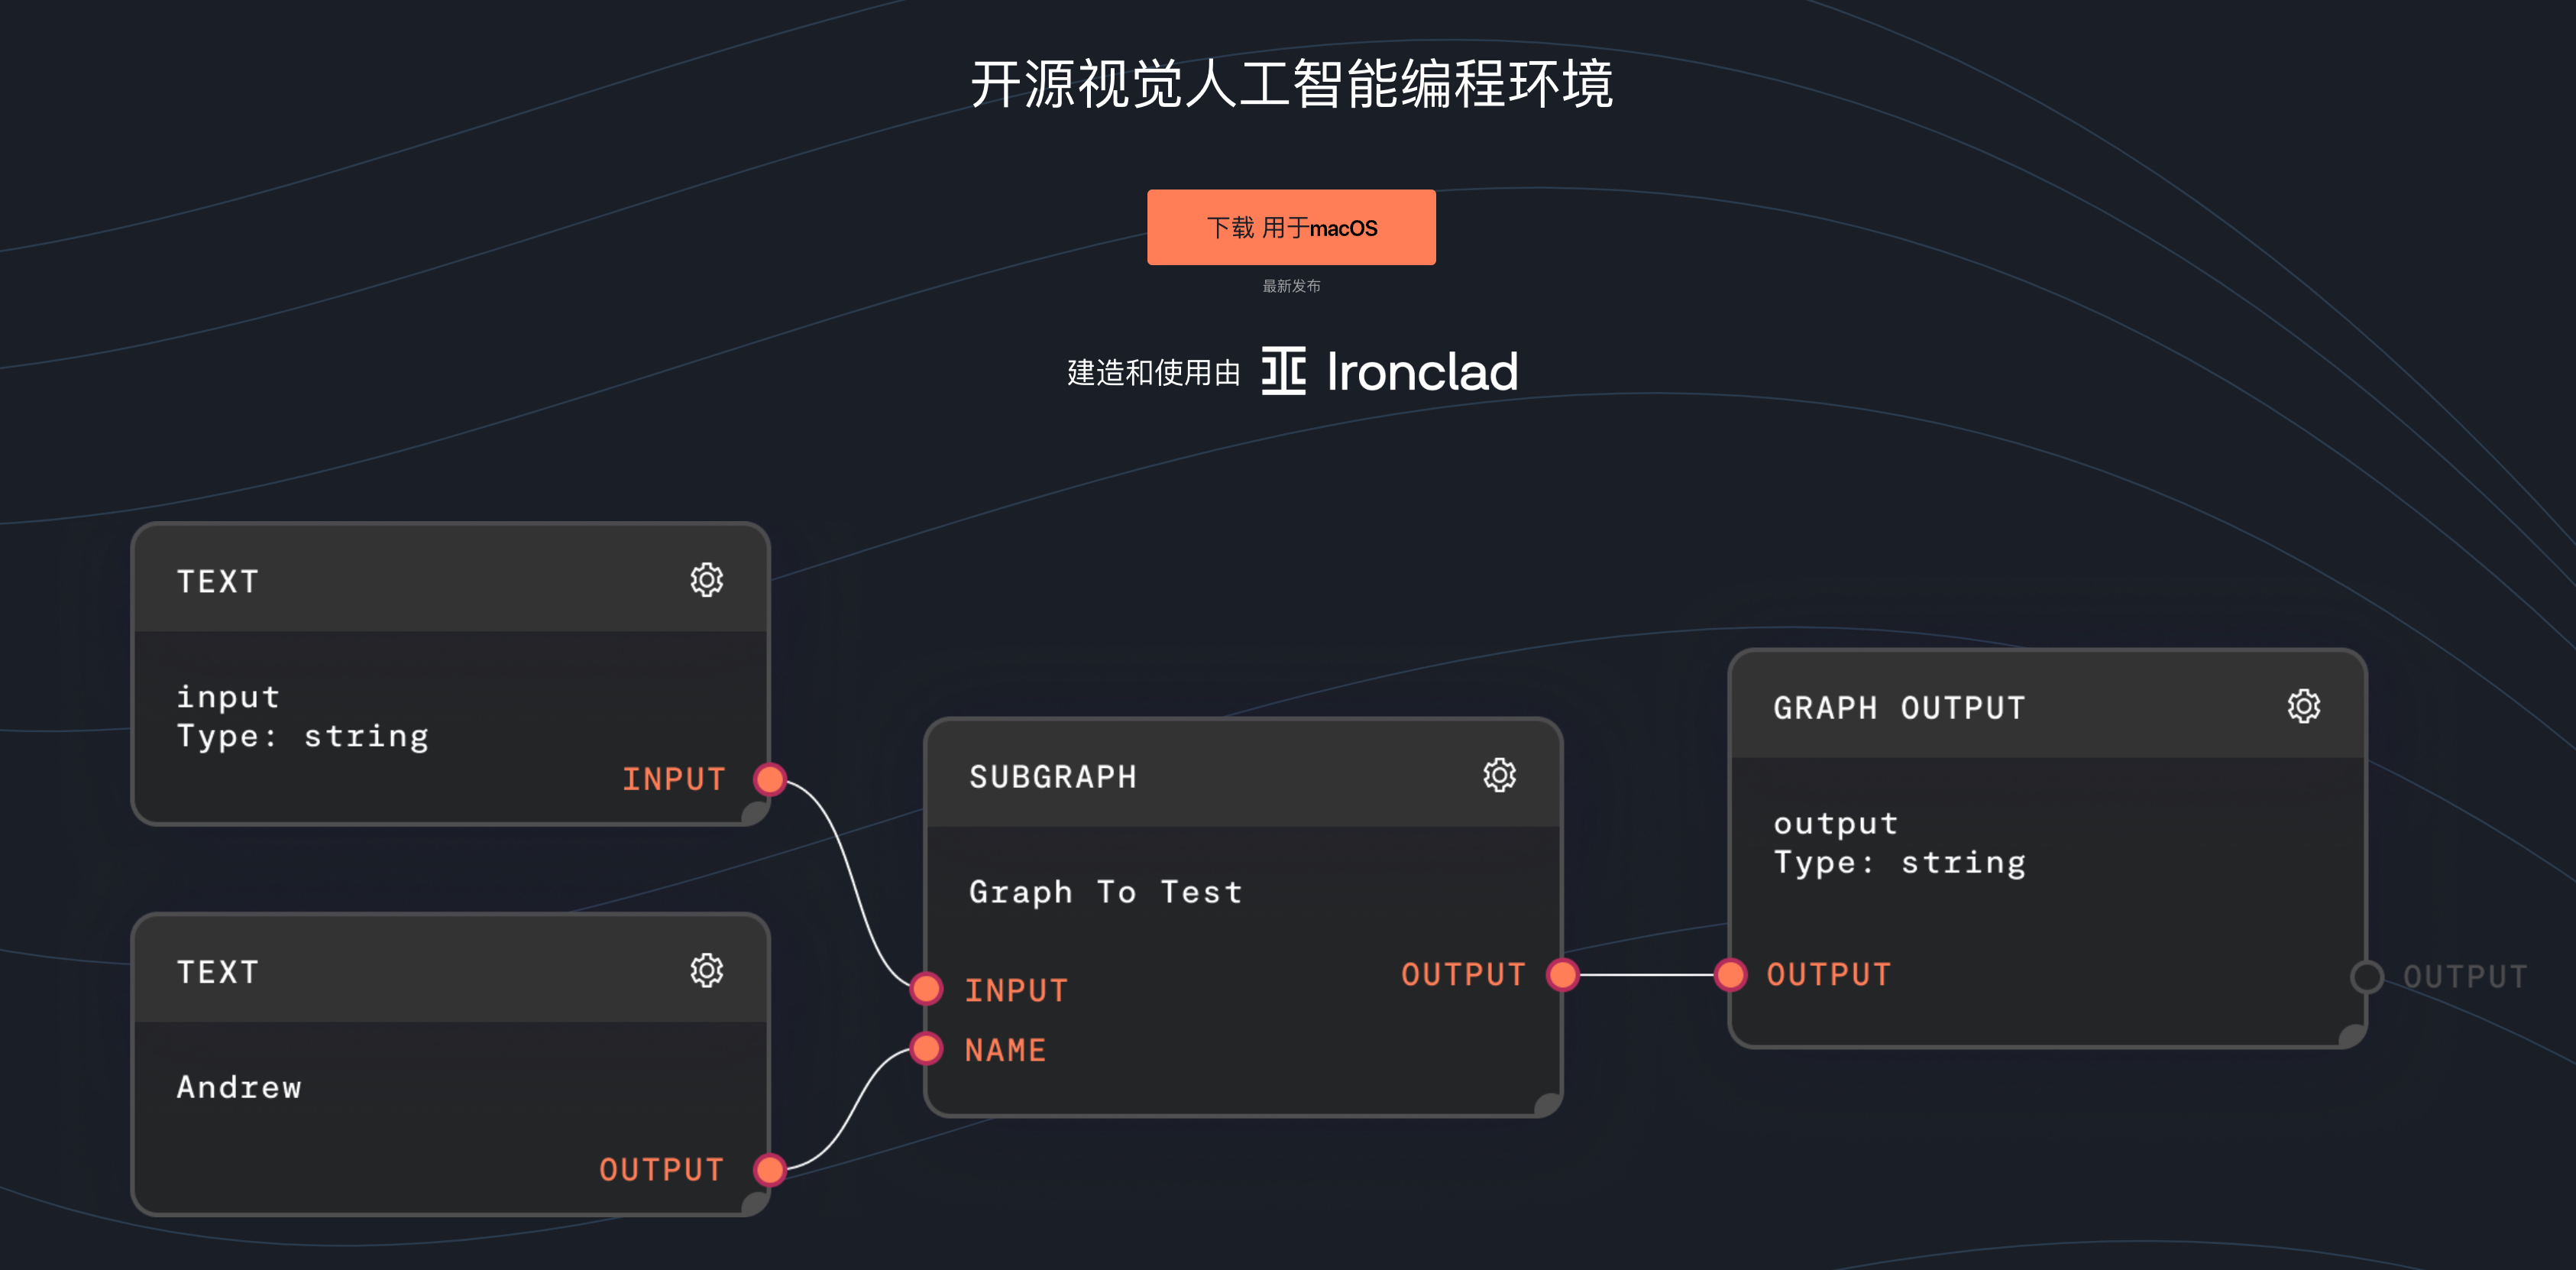 开源视觉人工智能编程环境
下载 用于macOS
最新发布
建造和使用由 Ironclad
TEXT
input
Type: string
INPUT
TEXT
Andrew
OUTPUT
SUBGRAPH
Graph To Test
INPUT
NAME
OUTPUT
GRAPH OUTPUT
output
Type: string
OUTPUT
OUTPUT